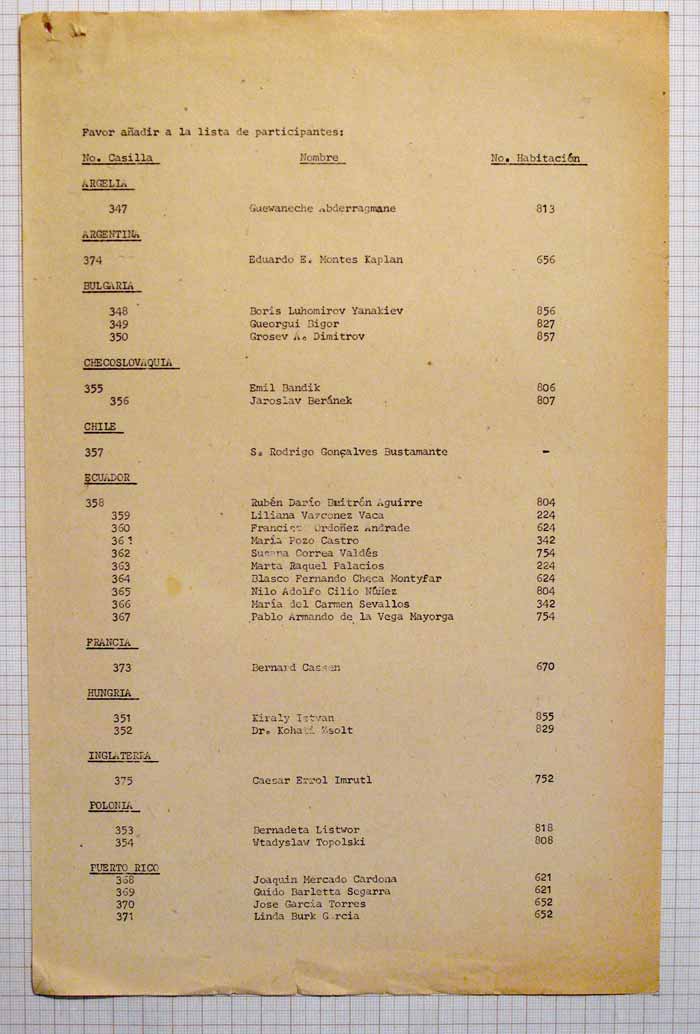 Favor añadir a la lista de participantes:
No. Casilla Nombre No. Habitación
ARGELIA
347 Guewaneche Abderragmane 813
ARGENTINA
374 Eduardo E. Montes Kaplan 656
BULGARIA
348 Boris Luhomirov Yanakiev 856
349 Gueorgui Bigor 827
350 Grosev A. Dimitrov 857
CHECOSLOVAQUIA
355 Emil Bandik 806
356 Jaroslav Beránek 807
CHILE
357 S. Rodrigo Gonçalves Bustamante -
ECUADOR
358 Rubén Darío Buitrón Aguirre 804
359 Liliana Vazconez Vaca 224
360 Francisco Ordoñez Andrade 624
361 María Pozo Castro 342
362 Susana Correa Valdés 754
363 Marta Raquel Palacios 224
364 Blasco Fernando Checa Montyfar 624
365 Nilo Adolfo Cilio Núñez 804
366 María del Carmen Sevallos 342
367 Pablo Armando de la Vega Mayorga 754
FRANCIA
373 Bernard Cassen 670
HUNGRIA
351 Kiraly Istvan 855
352 Dr. Kohati Zsolt 829
INGLATERRA
375 Caesar Errol Imrutl 752
POLONIA
353 Bernadeta Listwor 818
354 Wtadyslaw Topolski 808
PUERTO RICO
368 Joaquin Mercado Cardona 621
369 Guido Barletta Segarra 621
370 Jose García Torres 652
371 Linda Burk Garcia 652